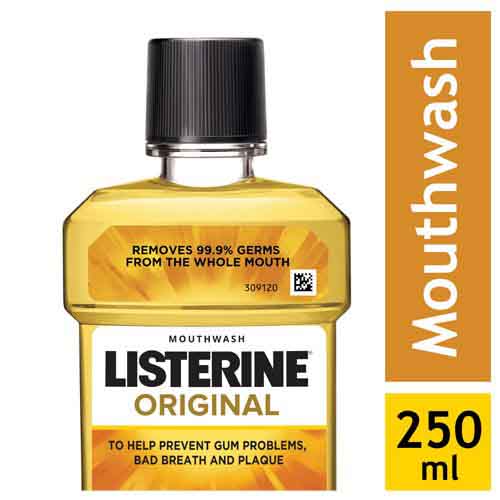 REMOVES 99.9% GERMS
FROM THE WHOLE MOUTH
309120
MOUTHWASH
LISTERINE®
ORIGINAL
TO HELP PREVENT GUM PROBLEMS,
BAD BREATH AND PLAQUE
Mouthwash
250
ml